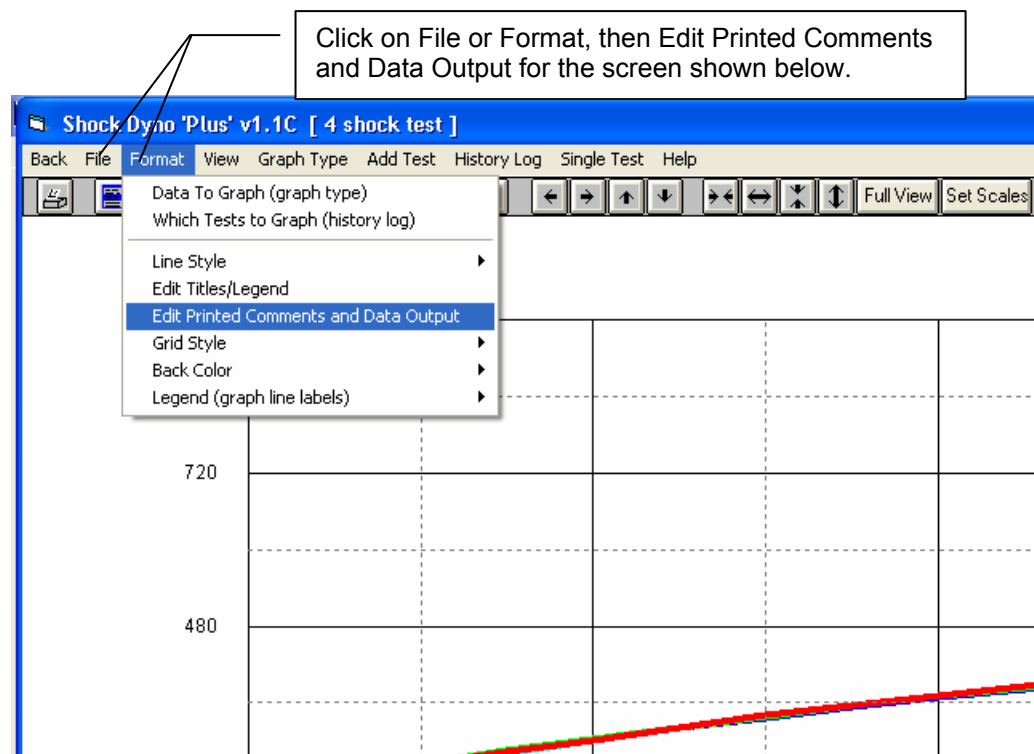 Click on File or Format, then Edit Printed Comments
and Data Output for the screen shown below.
Shock Dyno 'Plus' v1.1C [ 4 shock test ]
Back File Format View Graph Type Add Test History Log Single Test Help
Full View Set Scales
Data To Graph (graph type)
Which Tests to Graph (history log)
Line Style
Edit Titles/Legend
Edit Printed Comments and Data Output
Grid Style
Back Color
Legend (graph line labels)
720
480